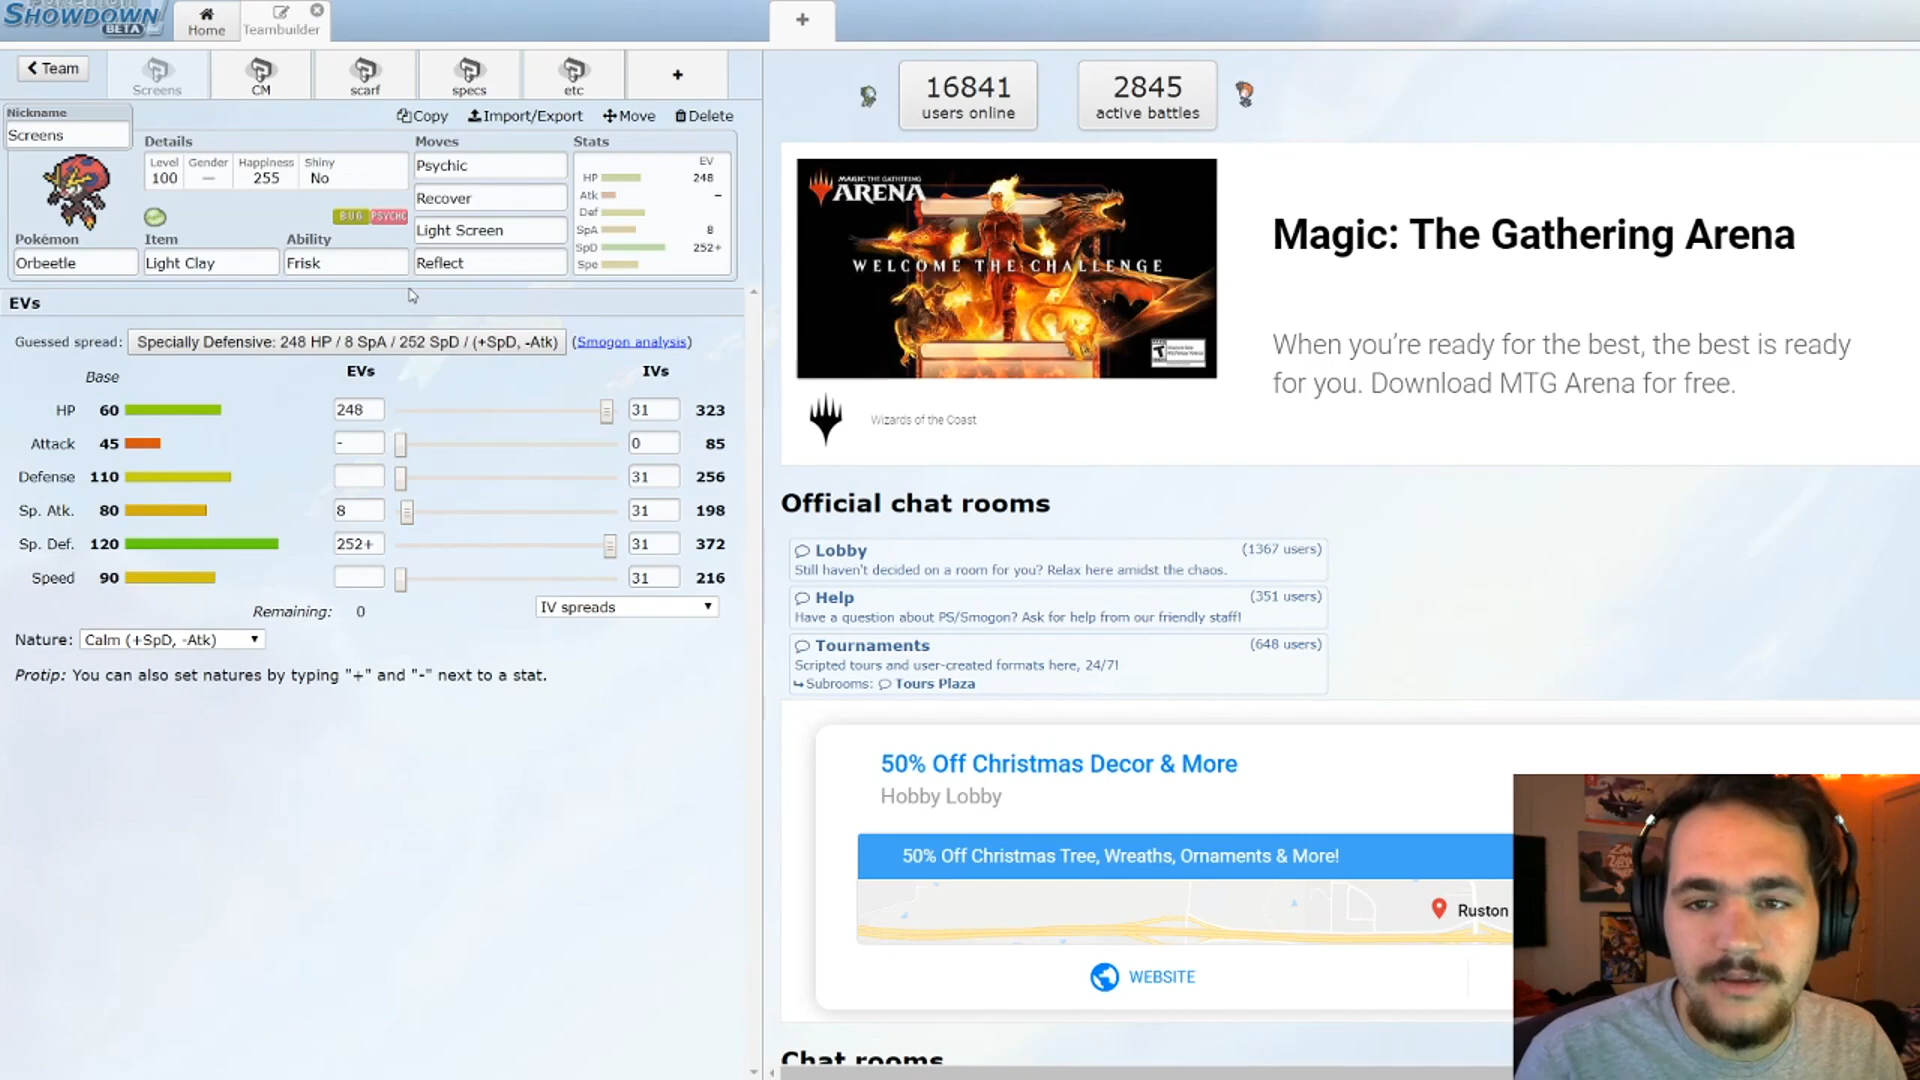 Pokémon
SHOWDOWN
BETA
Home
Teambuilder
+
< Team
Screens
CM
scarf
specs
etc
+
Nickname
Screens
Copy
Import/Export
Move
Delete
Details
Level
100
Gender
—
Happiness
255
Shiny
No
BUG PSYCHC
Pokémon
Orbeetle
Item
Light Clay
Ability
Frisk
Moves
Psychic
Recover
Light Screen
Reflect
Stats
EV
HP 248
Atk –
Def
SpA 8
SpD 252+
Spe
EVs
Guessed spread: Specially Defensive: 248 HP / 8 SpA / 252 SpD / (+SpD, -Atk) (Smogon analysis)
Base EVs IVs
HP 60 248 31 323
Attack 45 - 0 85
Defense 110 31 256
Sp. Atk. 80 8 31 198
Sp. Def. 120 252+ 31 372
Speed 90 31 216
Remaining: 0
IV spreads
Nature: Calm (+SpD, -Atk)
Protip: You can also set natures by typing "+" and "-" next to a stat.
16841
users online
2845
active battles
MAGIC THE GATHERING
ARENA
WELCOME THE CHALLENGE
Magic: The Gathering Arena
When you're ready for the best, the best is ready
for you. Download MTG Arena for free.
Wizards of the Coast
Official chat rooms
Lobby (1367 users)
Still haven't decided on a room for you? Relax here amidst the chaos.
Help (351 users)
Have a question about PS/Smogon? Ask for help from our friendly staff!
Tournaments (648 users)
Scripted tours and user-created formats here, 24/7!
Subrooms: Tours Plaza
50% Off Christmas Decor & More
Hobby Lobby
50% Off Christmas Tree, Wreaths, Ornaments & More!
Ruston
WEBSITE
Chat rooms